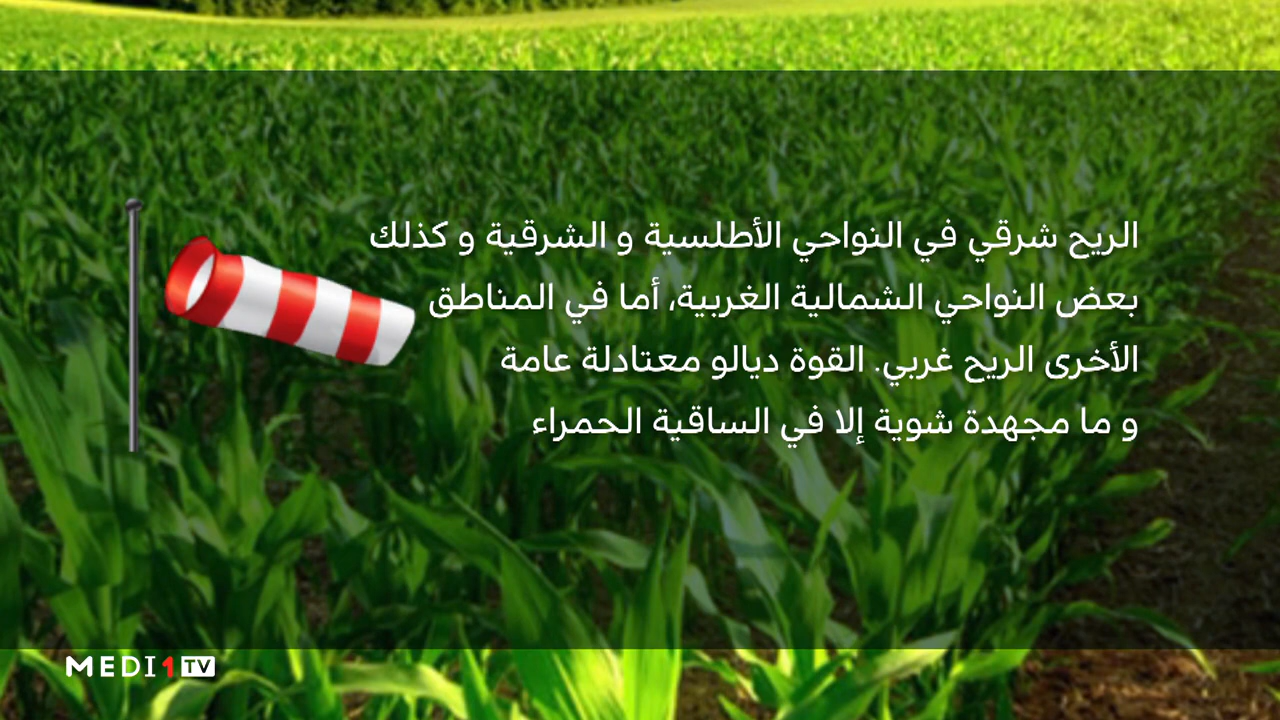 الريح شرقي في النواحي الأطلسية و الشرقية و كذلك
بعض النواحي الشمالية الغربية، أما في المناطق
الأخرى الريح غربي. القوة ديالو معتادلة عامة
و ما مجهدة شوية إلا في الساقية الحمراء
MEDI1TV